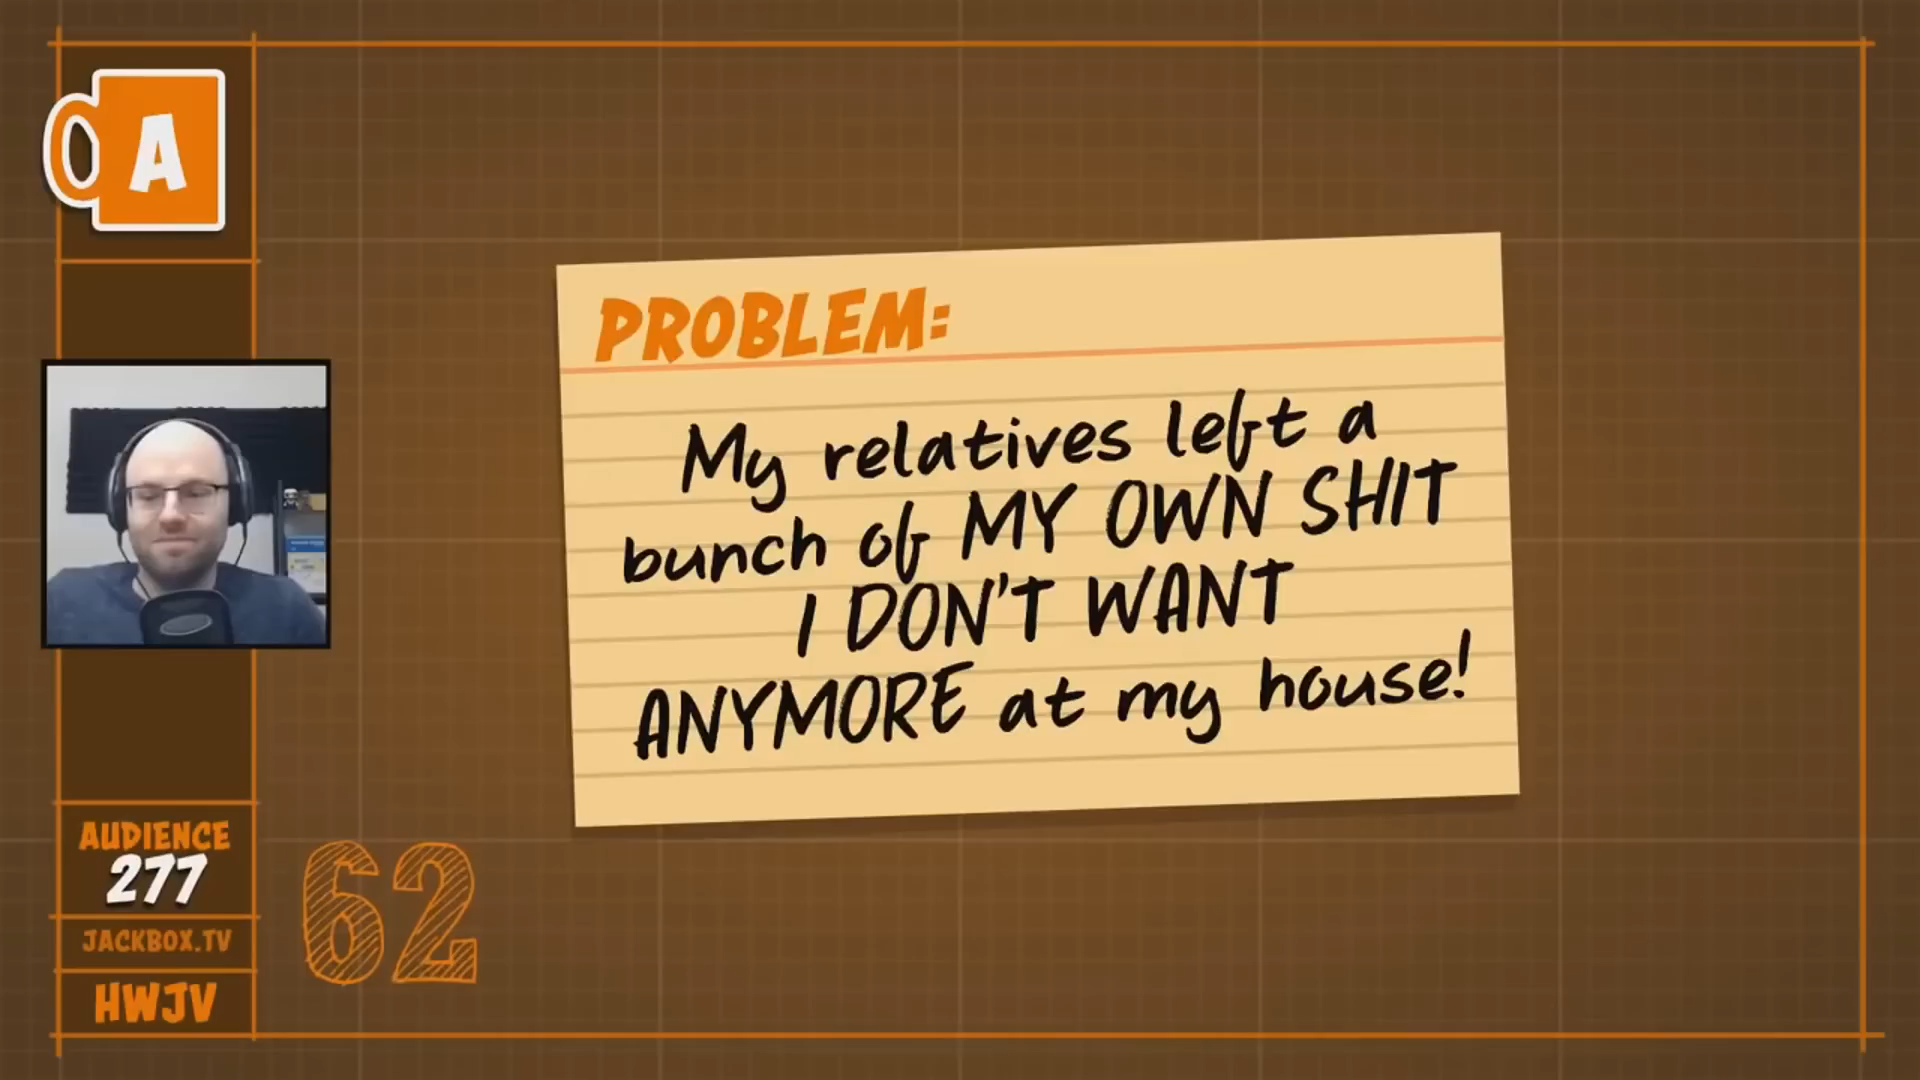 A
PROBLEM:
My relatives left a
bunch of MY OWN SHIT
I DON'T WANT
ANYMORE at my house!
AUDIENCE
277
JACKBOX.TV
HWJV
62